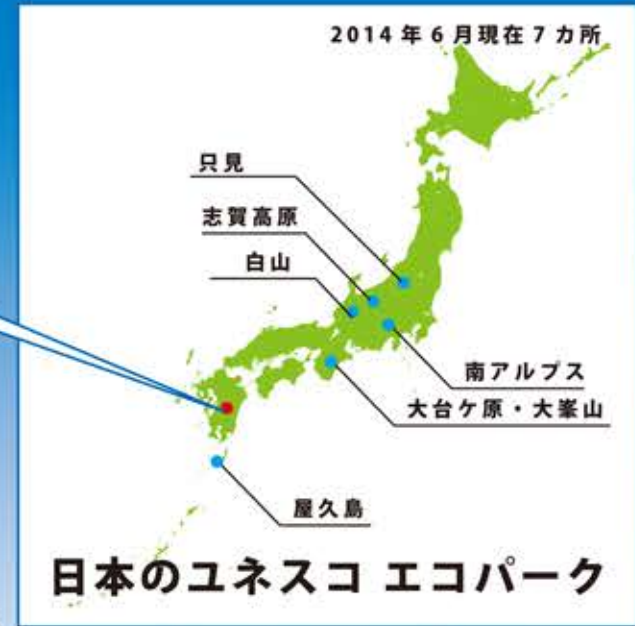 2014年6月現在7カ所
只見
志賀高原
白山
南アルプス
大台ケ原・大峯山
屋久島
日本のユネスコ エコパーク